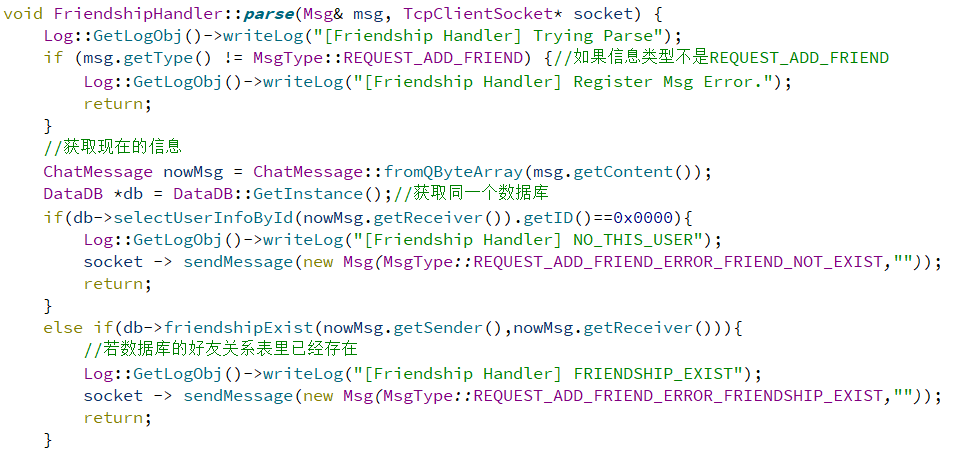 void FriendshipHandler::parse(Msg& msg, TcpClientSocket* socket) {
    Log::GetLogObj()->writeLog("[Friendship Handler] Trying Parse");
    if (msg.getType() != MsgType::REQUEST_ADD_FRIEND) {//如果信息类型不是REQUEST_ADD_FRIEND
        Log::GetLogObj()->writeLog("[Friendship Handler] Register Msg Error.");
        return;
    }
    //获取现在的信息
    ChatMessage nowMsg = ChatMessage::fromQByteArray(msg.getContent());
    DataDB *db = DataDB::GetInstance();//获取同一个数据库
    if(db->selectUserInfoById(nowMsg.getReceiver()).getID()==0x0000){
        Log::GetLogObj()->writeLog("[Friendship Handler] NO_THIS_USER");
        socket -> sendMessage(new Msg(MsgType::REQUEST_ADD_FRIEND_ERROR_FRIEND_NOT_EXIST,""));
        return;
    }
    else if(db->friendshipExist(nowMsg.getSender(),nowMsg.getReceiver())){
        //若数据库的好友关系表里已经存在
        Log::GetLogObj()->writeLog("[Friendship Handler] FRIENDSHIP_EXIST");
        socket -> sendMessage(new Msg(MsgType::REQUEST_ADD_FRIEND_ERROR_FRIENDSHIP_EXIST,""));
        return;
    }